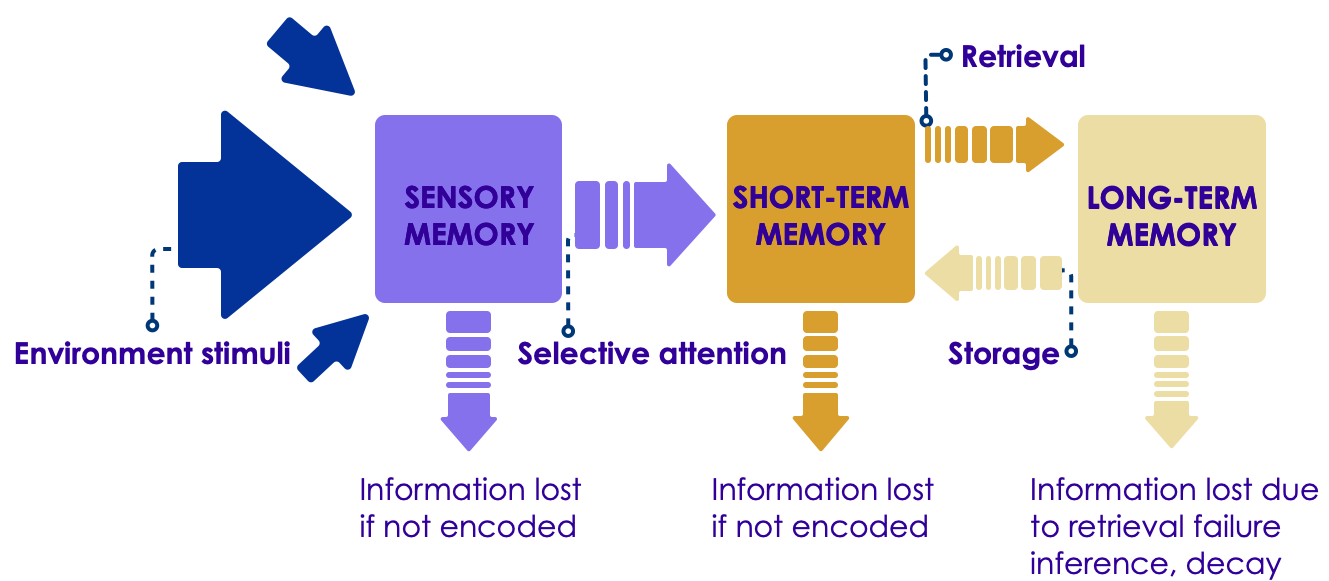 Retrieval
SENSORY
MEMORY
SHORT-TERM
MEMORY
LONG-TERM
MEMORY
Environment stimuli
Selective attention
Storage
Information lost
if not encoded
Information lost
if not encoded
Information lost due
to retrieval failure
inference, decay